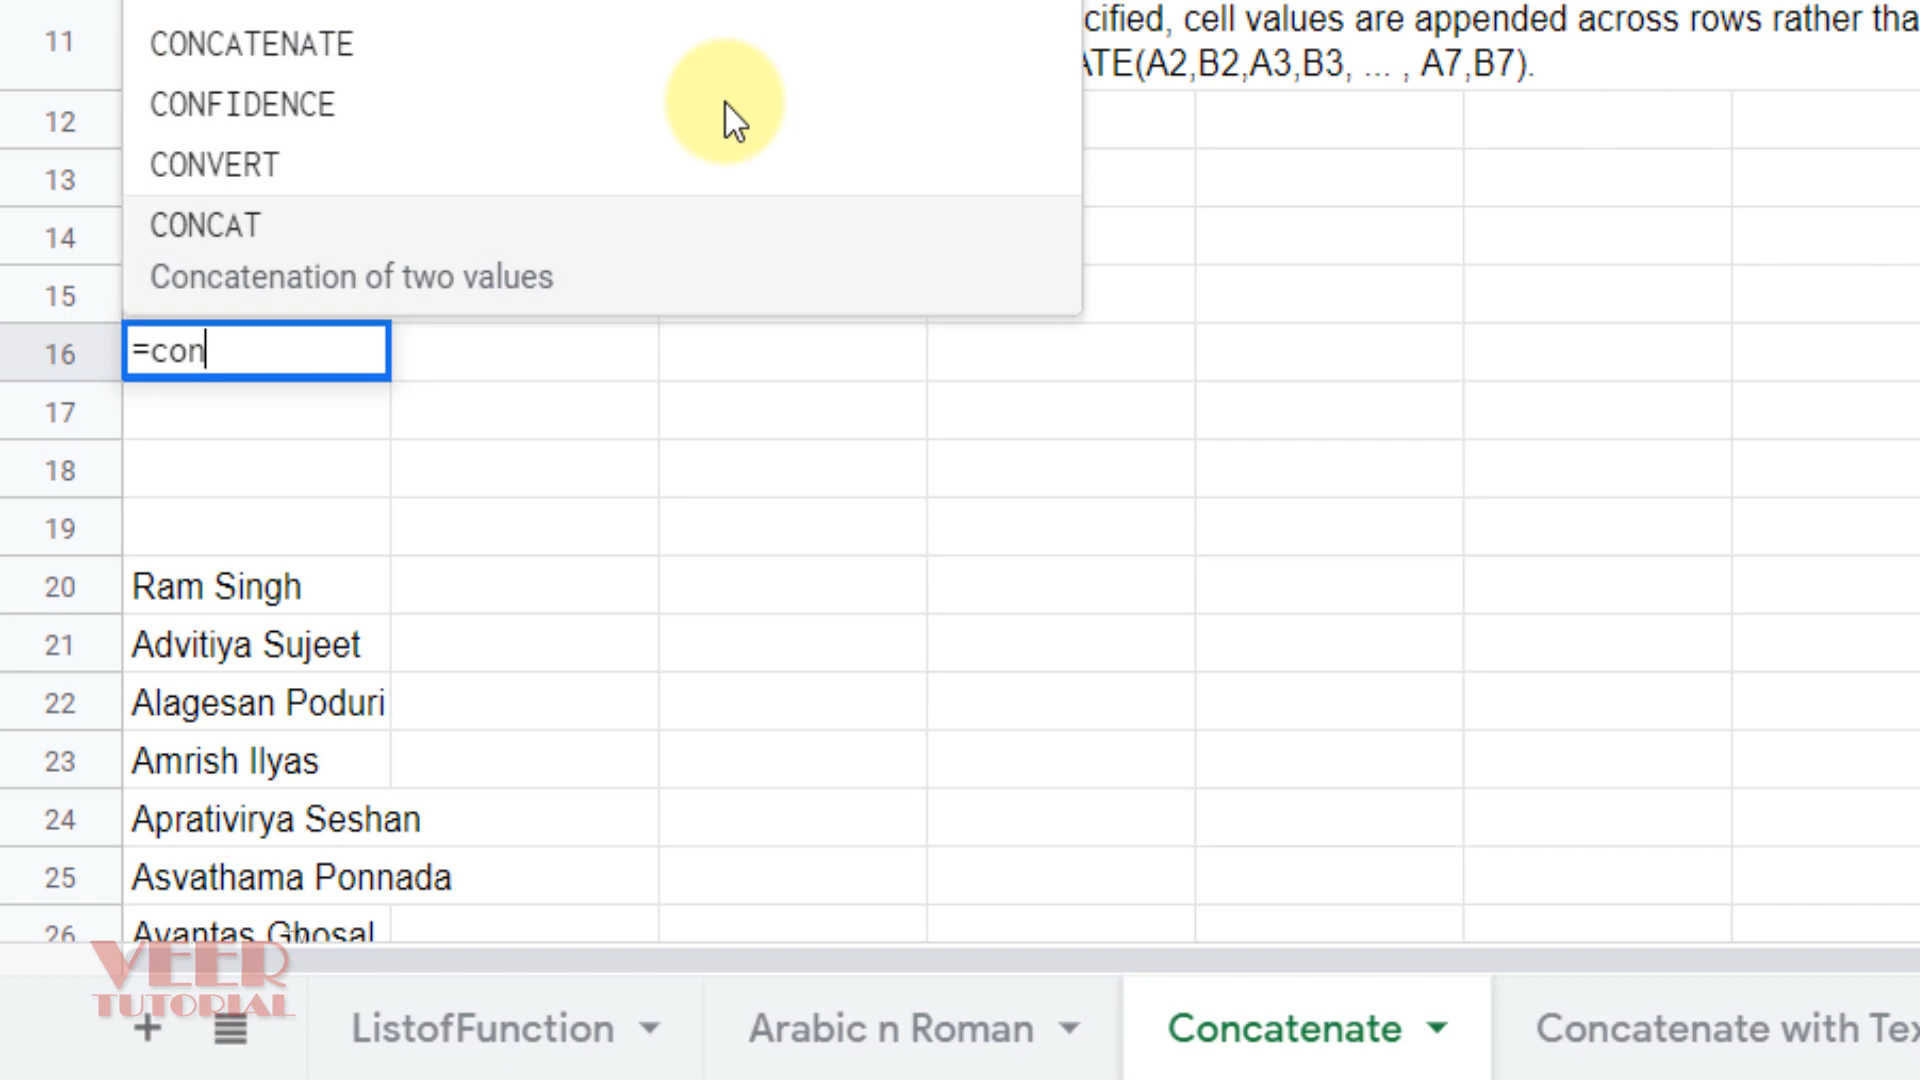 cified, cell values are appended across rows rather tha
ATE(A2,B2,A3,B3, ... , A7,B7).
CONCATENATE
CONFIDENCE
CONVERT
CONCAT
Concatenation of two values
11
12
13
14
15
16 =con
17
18
19
20 Ram Singh
21 Advitiya Sujeet
22 Alagesan Poduri
23 Amrish Ilyas
24 Aprativirya Seshan
25 Asvathama Ponnada
26 Avantas Ghosal
VEER
TUTORIAL
ListofFunction Arabic n Roman Concatenate Concatenate with Tex